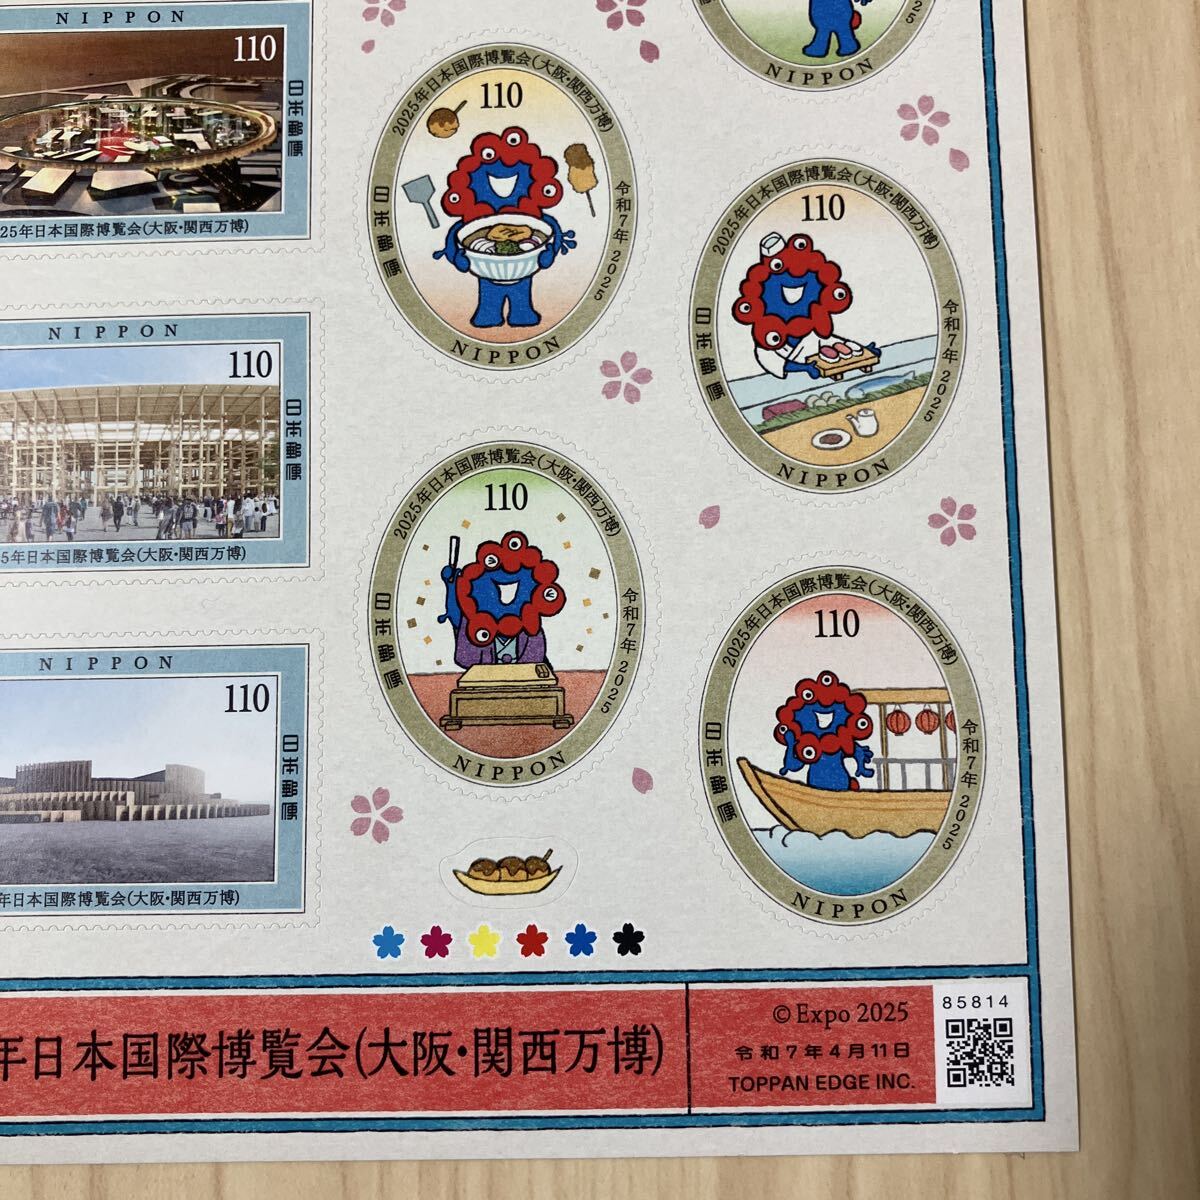 NIPPON
110
日本郵便
25年日本国際博覧会(大阪・関西万博)
NIPPON
110
日本郵便
5年日本国際博覧会(大阪・関西万博)
NIPPON
110
日本郵便
年日本国際博覧会(大阪・関西万博)
2025年日本国際博覧会(大阪・関西万博)
110
日本郵便
令和7年 2025
NIPPON
2025
NIPPON
2025年日本国際博覧会(大阪・関西万博)
110
日本郵便
令和7年 2025
NIPPON
2025年日本国際博覧会(大阪・関西万博)
110
日本郵便
令和7年 2025
NIPPON
2025年日本国際博覧会(大阪・関西万博)
110
日本郵便
令和7年 2025
NIPPON
年日本国際博覧会(大阪・関西万博)
© Expo 2025
令和7年4月11日
TOPPAN EDGE INC.
85814